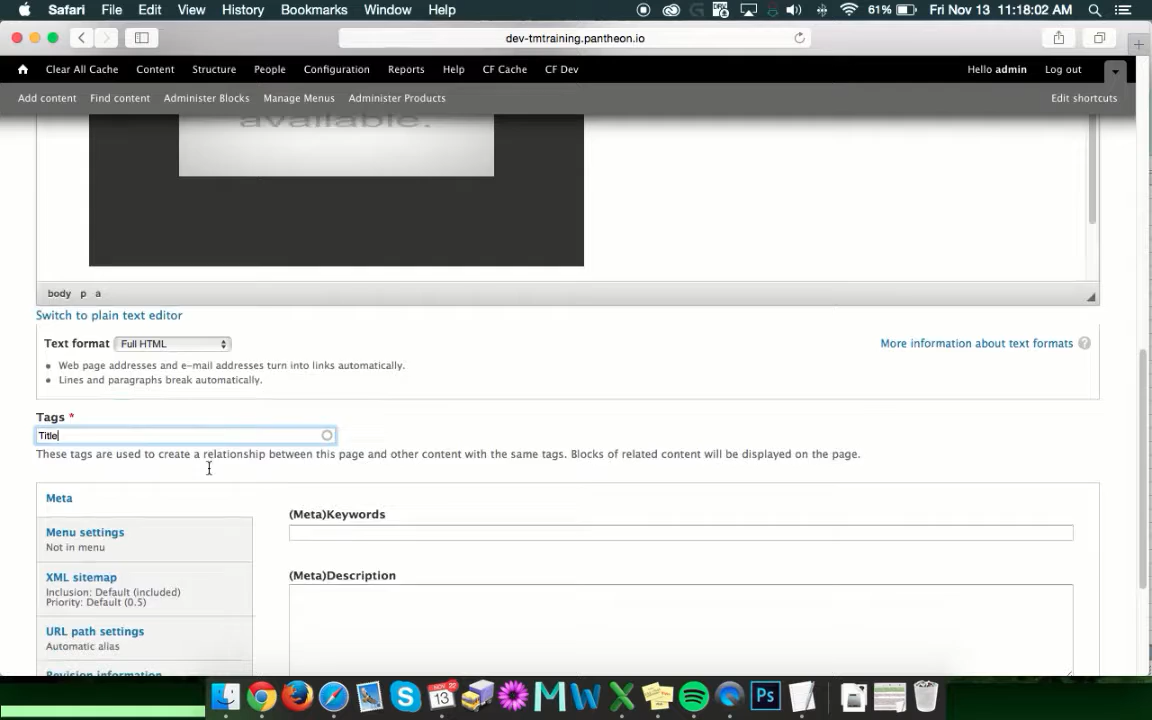 Safari File Edit View History Bookmarks Window Help 61% Fri Nov 13 11:18:02 AM
dev-tmtraining.pantheon.io
Clear All Cache Content Structure People Configuration Reports Help CF Cache CF Dev Hello admin Log out
Add content Find content Administer Blocks Manage Menus Administer Products Edit shortcuts
available.
body p a
Switch to plain text editor
Text format Full HTML More information about text formats ?
Web page addresses and e-mail addresses turn into links automatically.
Lines and paragraphs break automatically.
Tags *
Title
These tags are used to create a relationship between this page and other content with the same tags. Blocks of related content will be displayed on the page.
Meta
(Meta)Keywords
Menu settings
Not in menu
(Meta)Description
XML sitemap
Inclusion: Default (included)
Priority: Default (0.5)
URL path settings
Automatic alias
Revision information
NOV 13 22 Ps